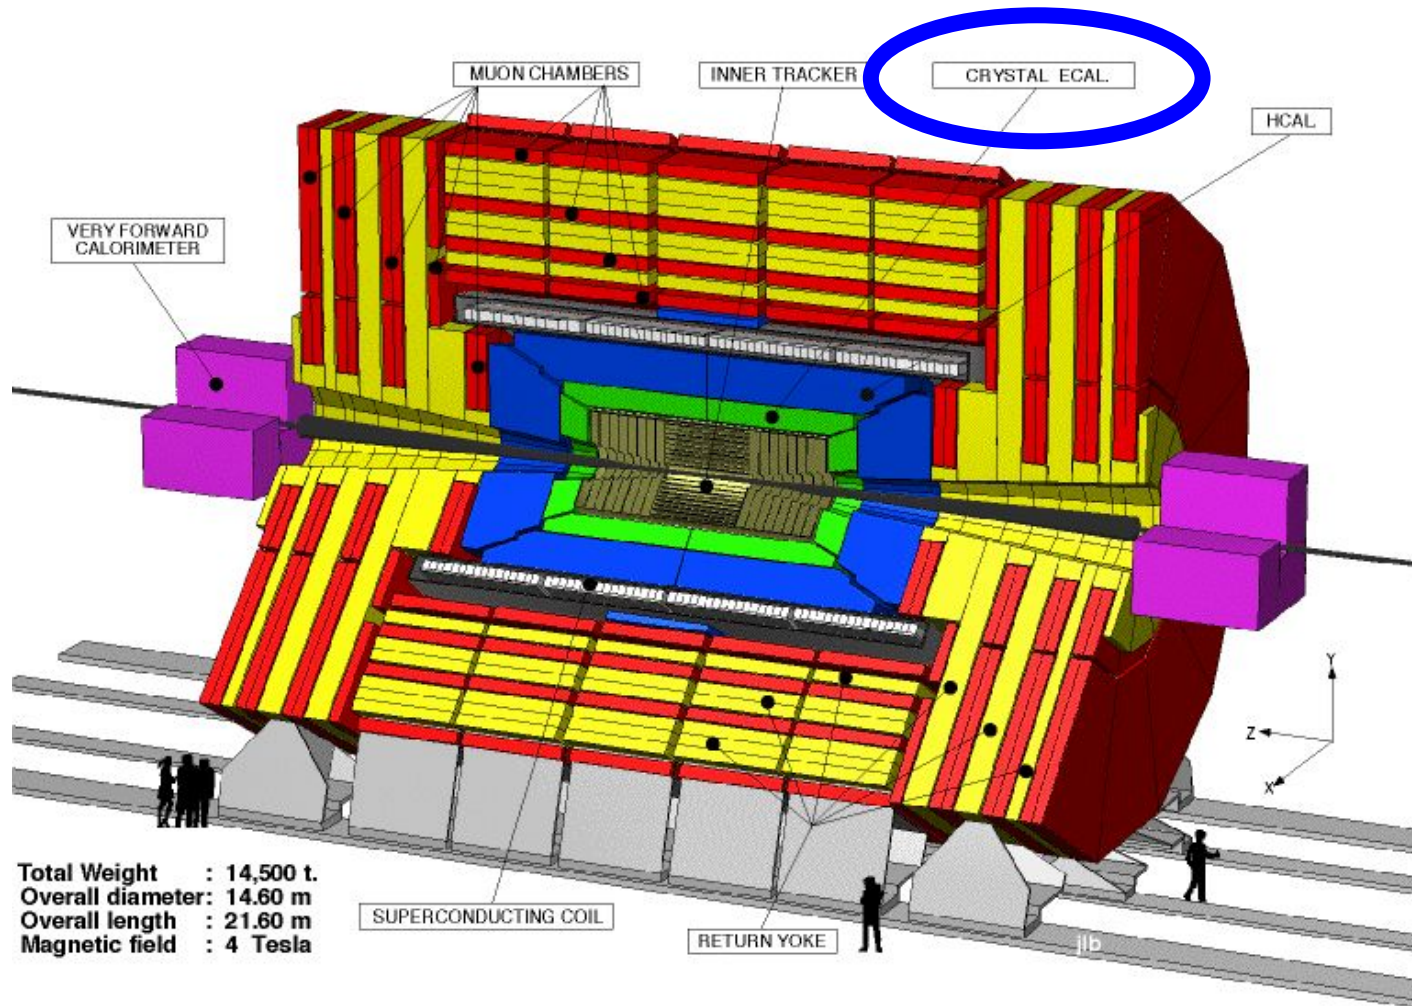 MUON CHAMBERS
INNER TRACKER
CRYSTAL ECAL.
HCAL
VERY FORWARD
CALORIMETER
Y
Z
X
Total Weight : 14,500 t.
Overall diameter: 14.60 m
Overall length : 21.60 m
Magnetic field : 4 Tesla
SUPERCONDUCTING COIL
RETURN YOKE
jlb